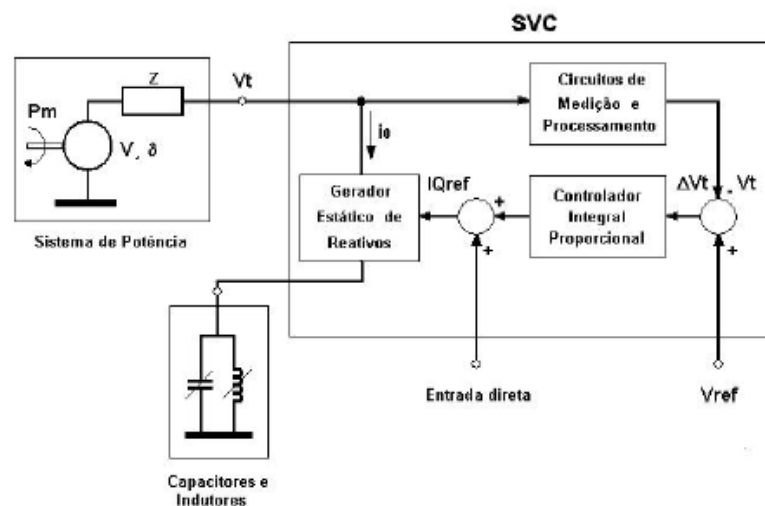 SVC
Z
Vt
Pm
V, δ
Sistema de Potência
io
Circuitos de
Medição e
Processamento
IQref
ΔVt
- Vt
Gerador
Estático de
Reativos
+
+
Controlador
Integral
Proporcional
+
Entrada direta
Vref
Capacitores e
Indutores